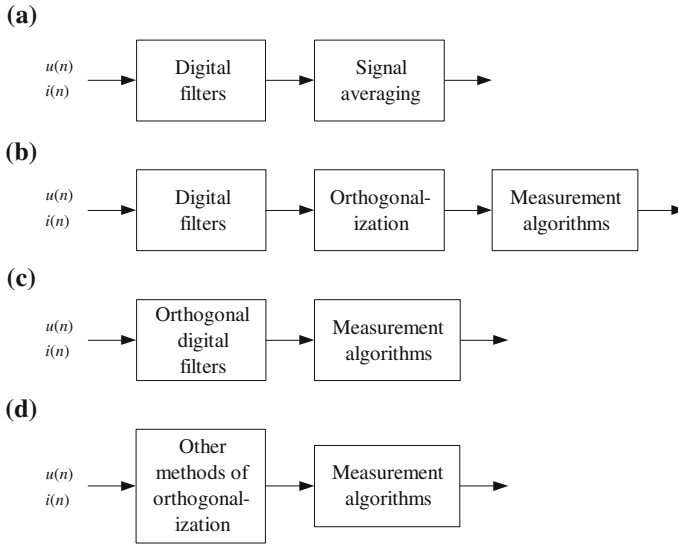 (a)
u(n)
i(n)
Digital
filters
Signal
averaging
(b)
u(n)
i(n)
Digital
filters
Orthogonal-
ization
Measurement
algorithms
(c)
u(n)
i(n)
Orthogonal
digital
filters
Measurement
algorithms
(d)
u(n)
i(n)
Other
methods of
orthogonal-
ization
Measurement
algorithms